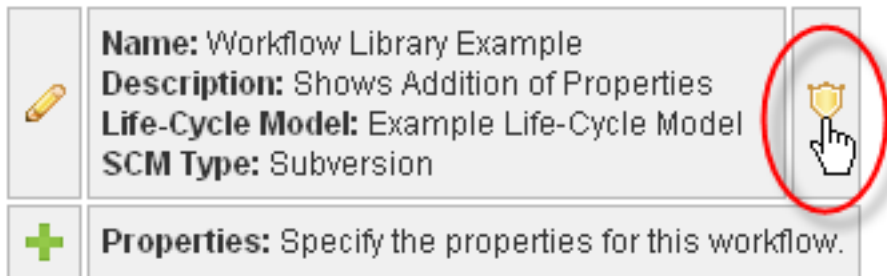 Name: Workflow Library Example
Description: Shows Addition of Properties
Life-Cycle Model: Example Life-Cycle Model
SCM Type: Subversion
Properties: Specify the properties for this workflow.